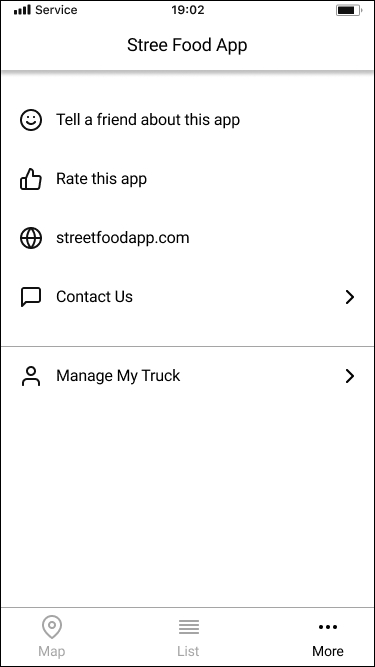 Service
19:02
Stree Food App
Tell a friend about this app
Rate this app
streetfoodapp.com
Contact Us
Manage My Truck
Map
List
More